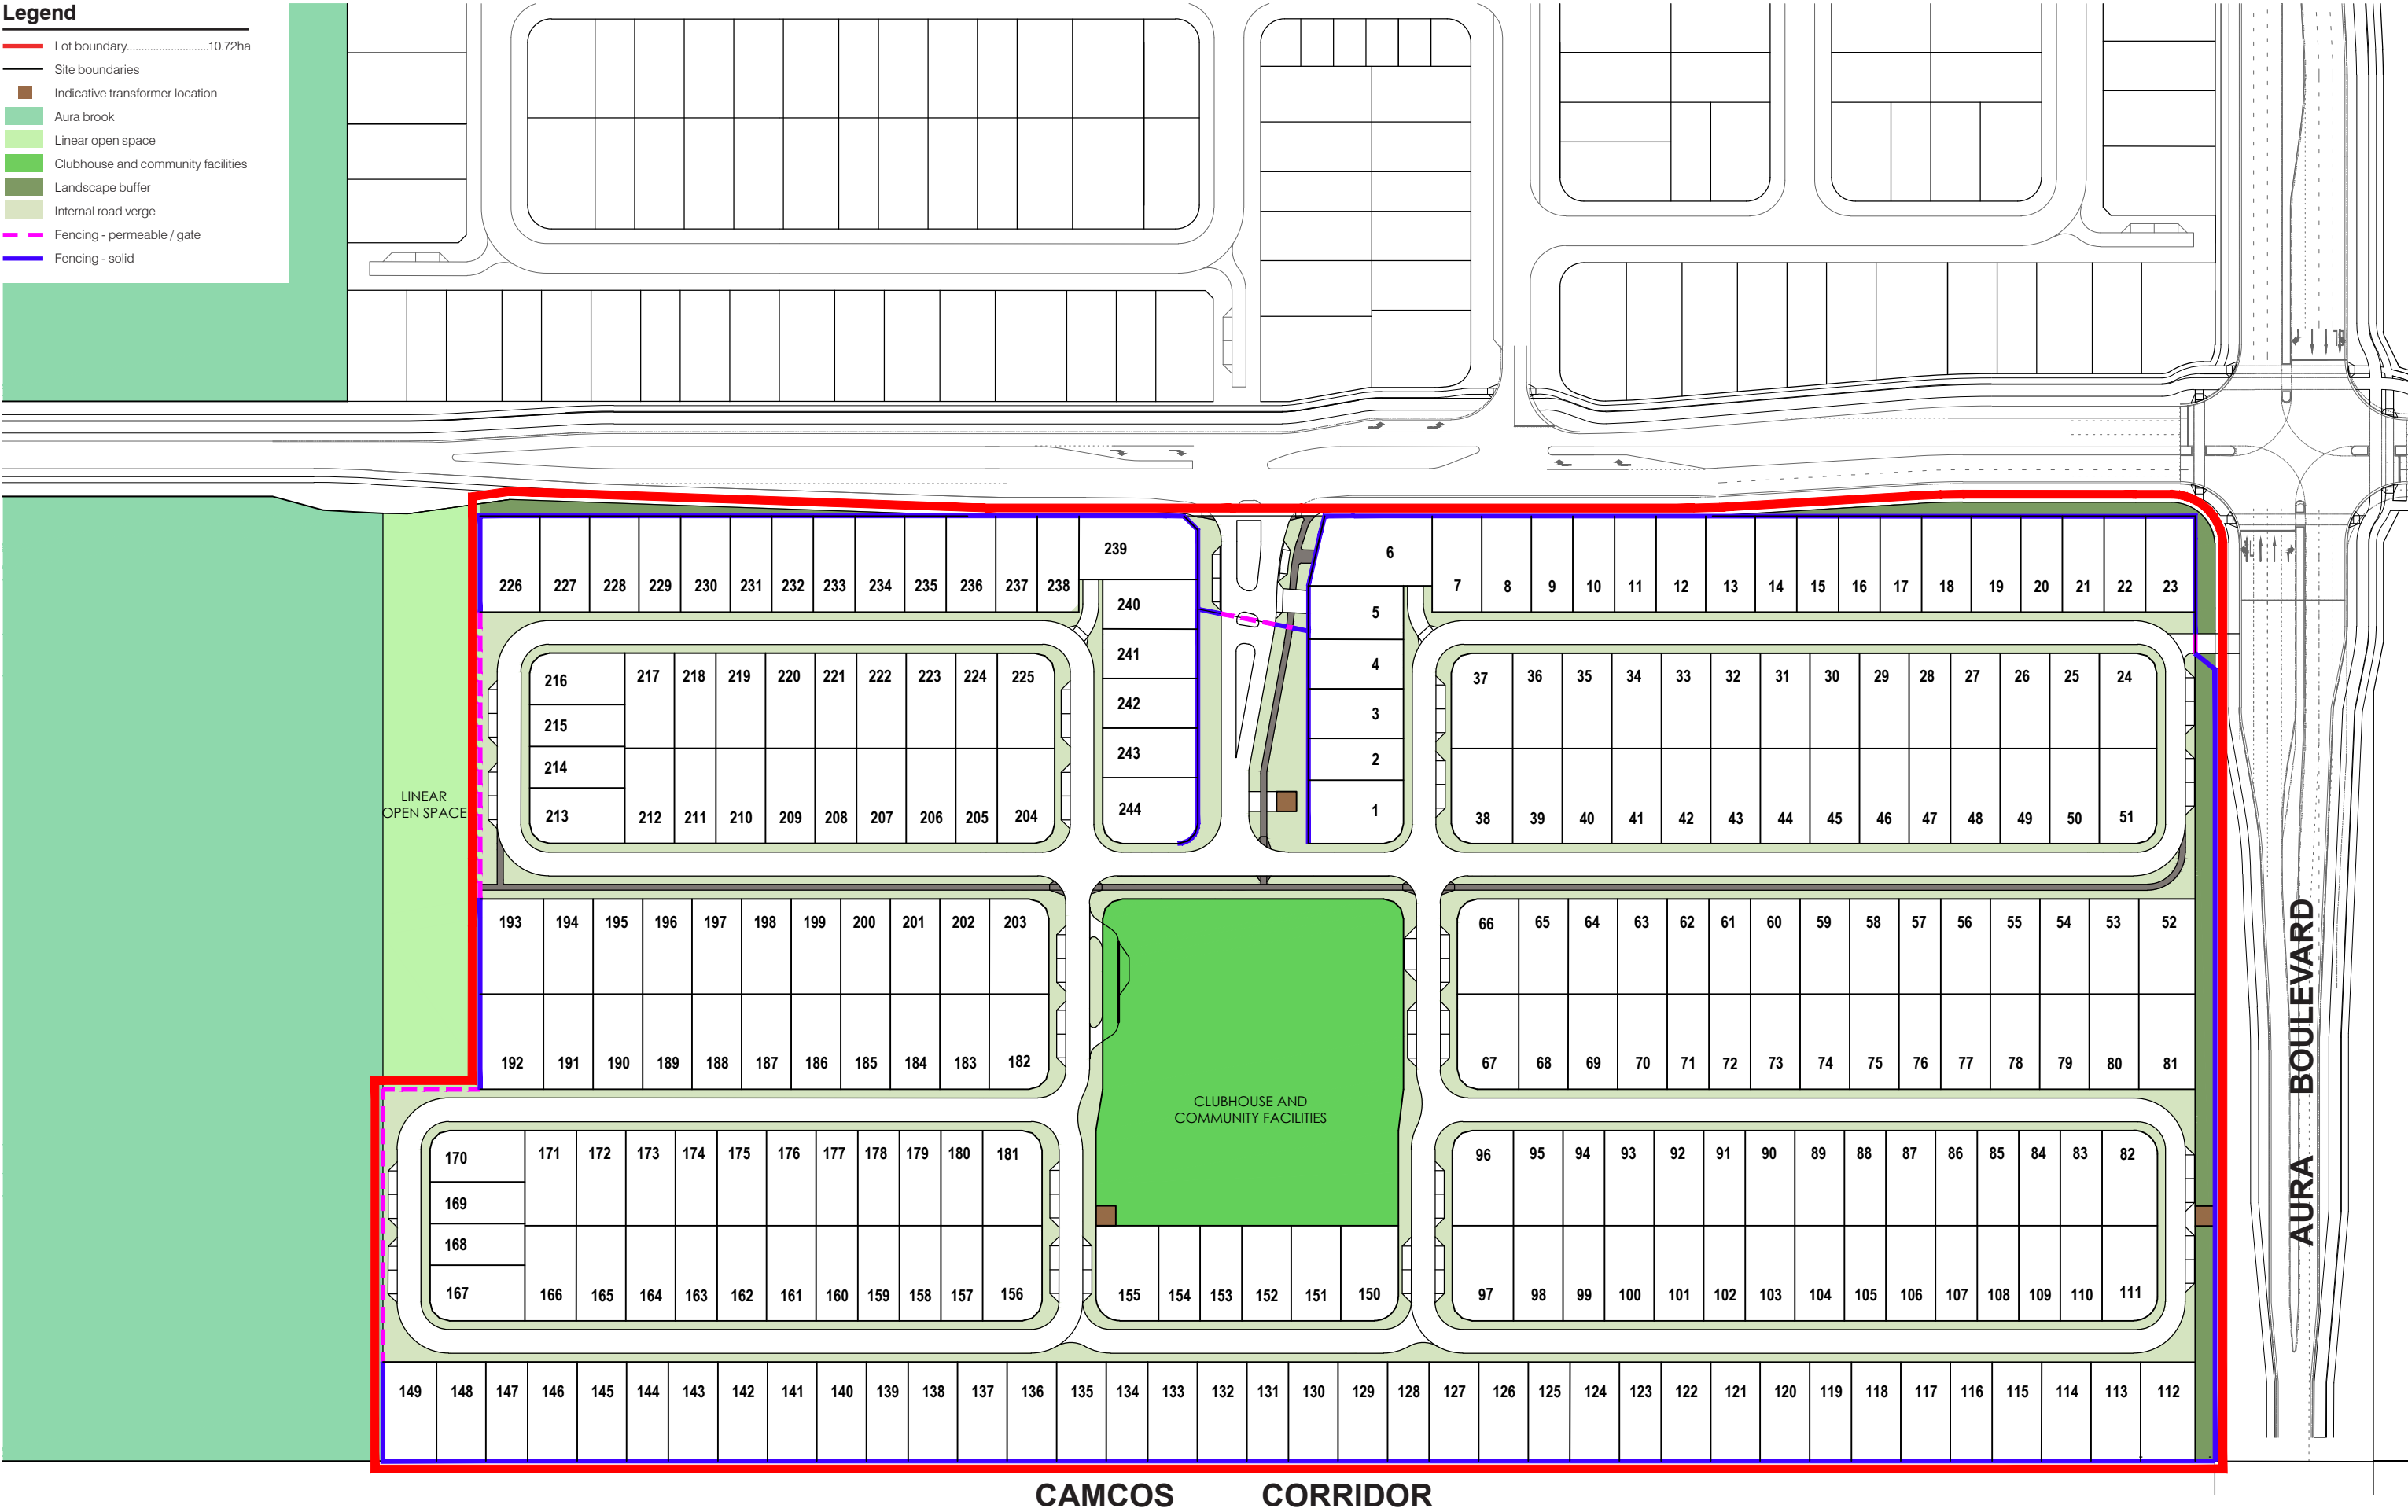 Legend
Lot boundary............................10.72ha
Site boundaries
Indicative transformer location
Aura brook
Linear open space
Clubhouse and community facilities
Landscape buffer
Internal road verge
Fencing - permeable / gate
Fencing - solid
239
6
226 227 228 229 230 231 232 233 234 235 236 237 238
7 8 9 10 11 12 13 14 15 16 17 18 19 20 21 22 23
240
5
241
4
216
217 218 219 220 221 222 223 224 225
37 36 35 34 33 32 31 30 29 28 27 26 25 24
242
3
215
243
2
214
LINEAR
OPEN SPACE
244
1
213
212 211 210 209 208 207 206 205 204
38 39 40 41 42 43 44 45 46 47 48 49 50 51
193 194 195 196 197 198 199 200 201 202 203
66 65 64 63 62 61 60 59 58 57 56 55 54 53 52
192 191 190 189 188 187 186 185 184 183 182
67 68 69 70 71 72 73 74 75 76 77 78 79 80 81
CLUBHOUSE AND
COMMUNITY FACILITIES
AURA BOULEVARD
170
171 172 173 174 175 176 177 178 179 180 181
96 95 94 93 92 91 90 89 88 87 86 85 84 83 82
169
168
167
166 165 164 163 162 161 160 159 158 157 156
155 154 153 152 151 150
97 98 99 100 101 102 103 104 105 106 107 108 109 110 111
149 148 147 146 145 144 143 142 141 140 139 138 137 136 135 134 133 132 131 130 129 128 127 126 125 124 123 122 121 120 119 118 117 116 115 114 113 112
CAMCOS CORRIDOR